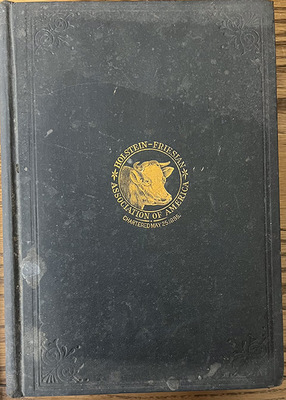 HOLSTEIN-FRIESIAN
ASSOCIATION OF AMERICA
CHARTERED MAY 25, 1885.